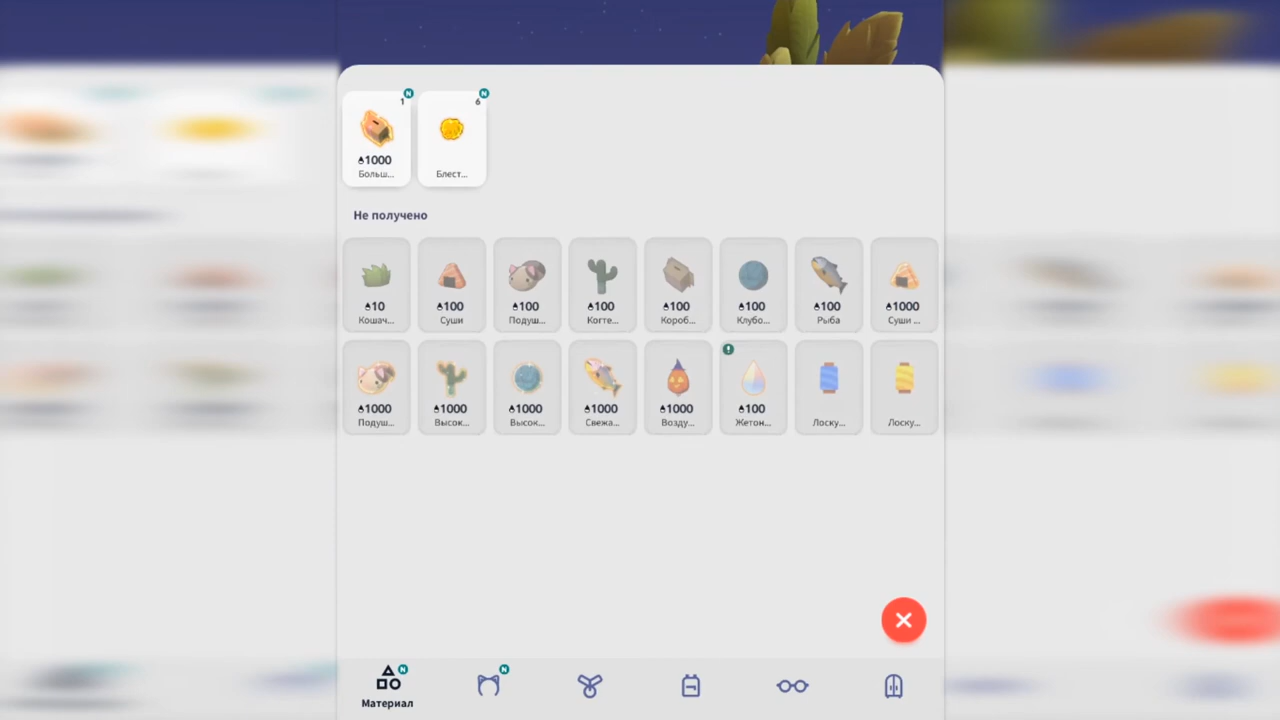 1 N 6 N
1000
Больш... Блест...
Не получено
10 100 100 100 100 100 100 1000
Кошач... Суши Подуш... Когте... Короб... Клубо... Рыба Суши ...
1000 1000 1000 1000 1000 100
Подуш... Высок... Высок... Свежа... Возду... Жетон... Лоску... Лоску...
N N
Материал